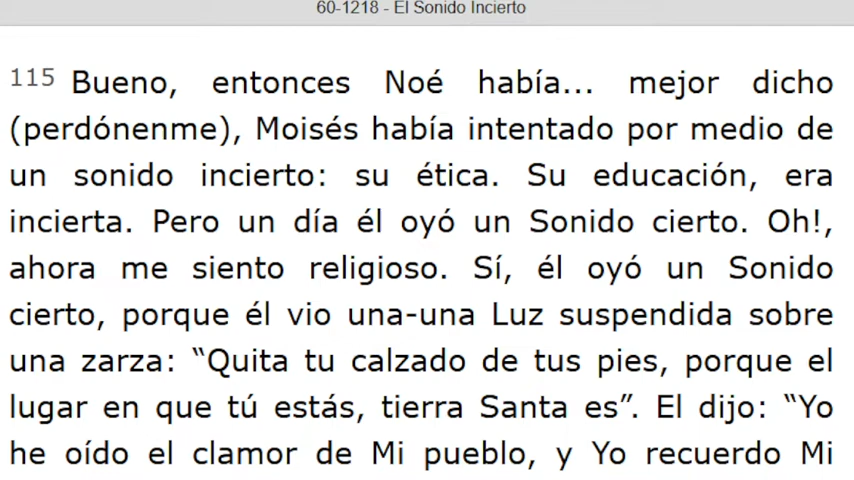 60-1218 - El Sonido Incierto
115 Bueno, entonces Noé había... mejor dicho
(perdónenme), Moisés había intentado por medio de
un sonido incierto: su ética. Su educación, era
incierta. Pero un día él oyó un Sonido cierto. Oh!,
ahora me siento religioso. Sí, él oyó un Sonido
cierto, porque él vio una-una Luz suspendida sobre
una zarza: “Quita tu calzado de tus pies, porque el
lugar en que tú estás, tierra Santa es”. El dijo: “Yo
he oído el clamor de Mi pueblo, y Yo recuerdo Mi